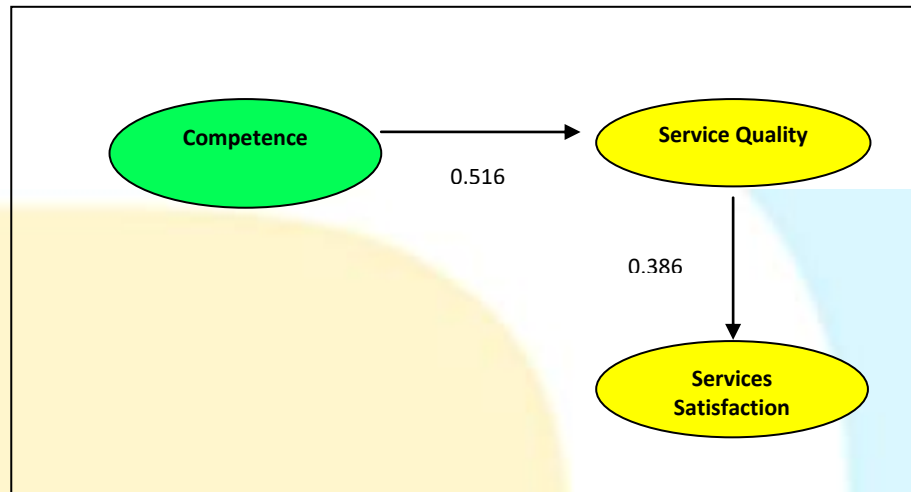 Competence
Service Quality
0.516
0.386
Services
Satisfaction